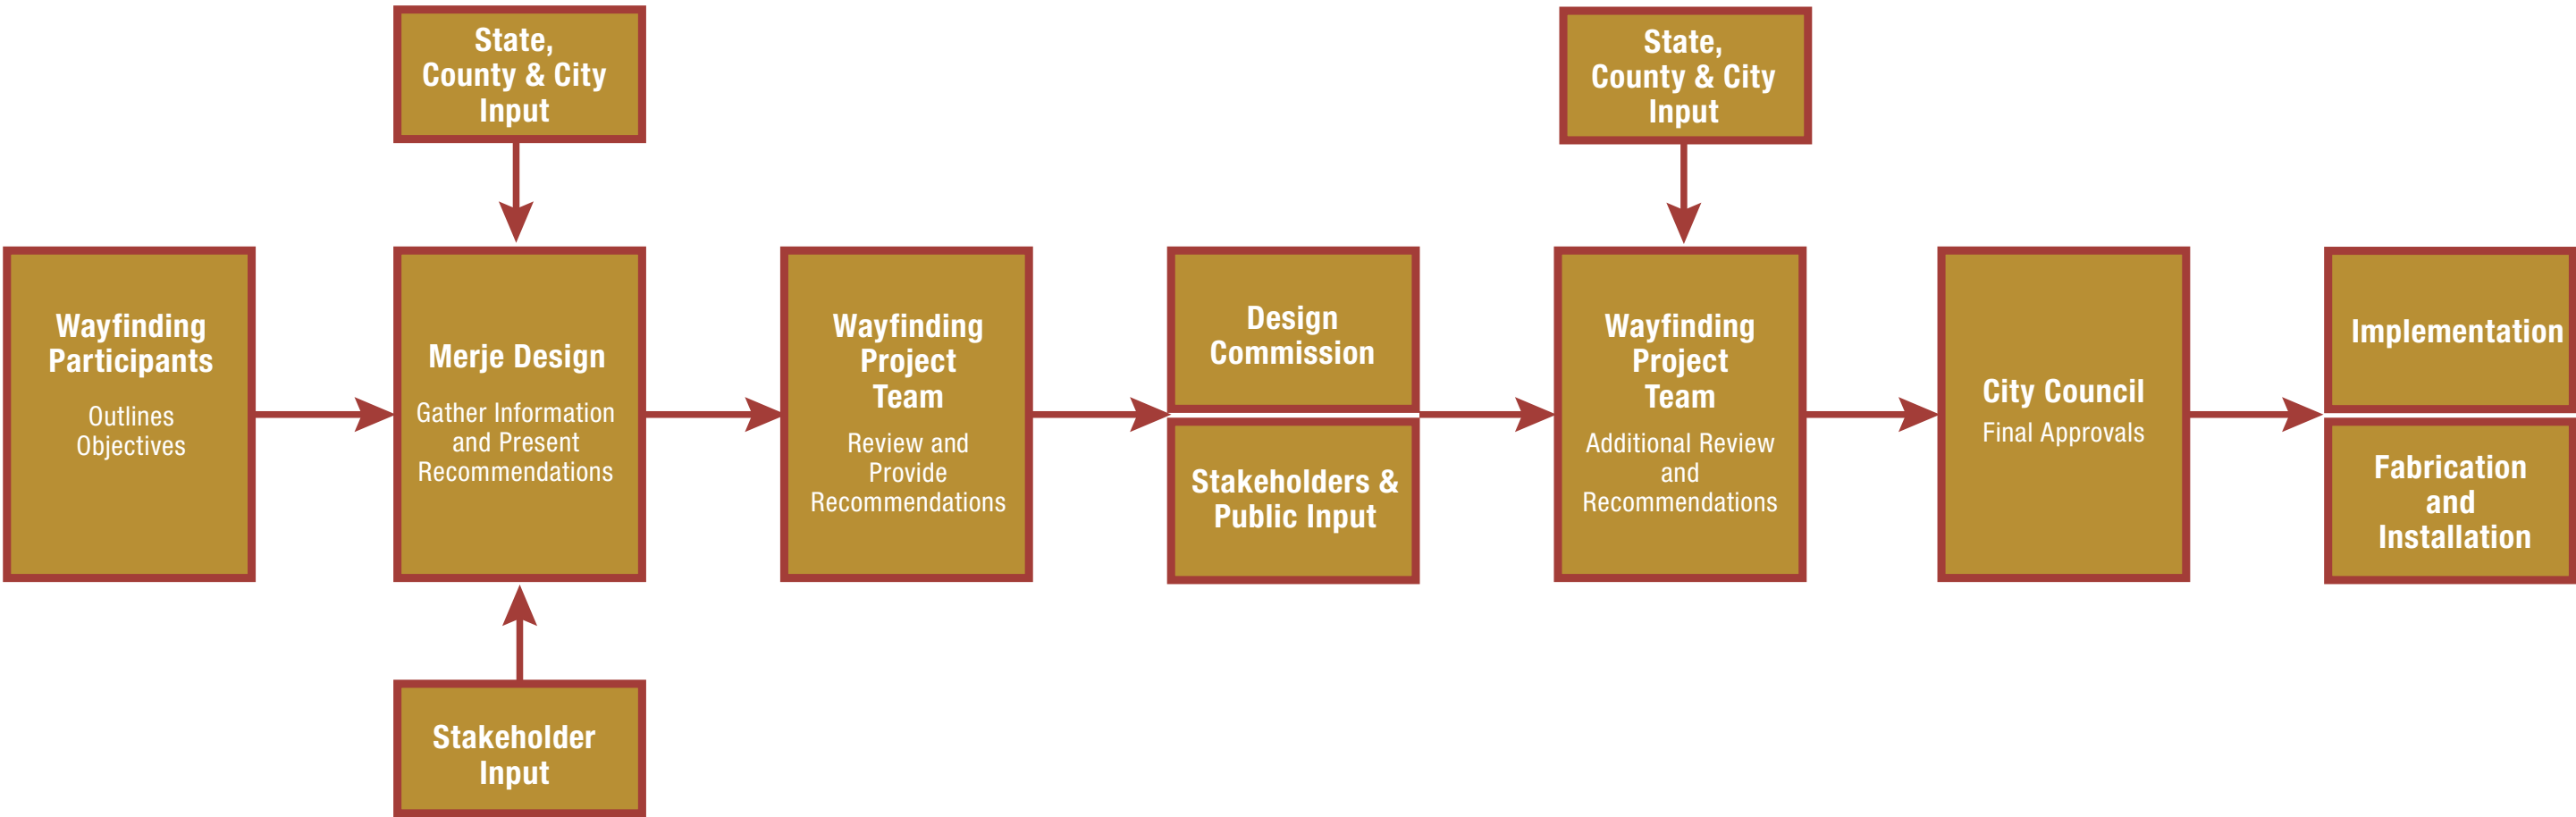 State,
County & City
Input
State,
County & City
Input
Wayfinding
Participants
Outlines
Objectives
Merje Design
Gather Information
and Present
Recommendations
Wayfinding
Project
Team
Review and
Provide
Recommendations
Design
Commission
Stakeholders &
Public Input
Wayfinding
Project
Team
Additional Review
and
Recommendations
City Council
Final Approvals
Implementation
Fabrication
and
Installation
Stakeholder
Input